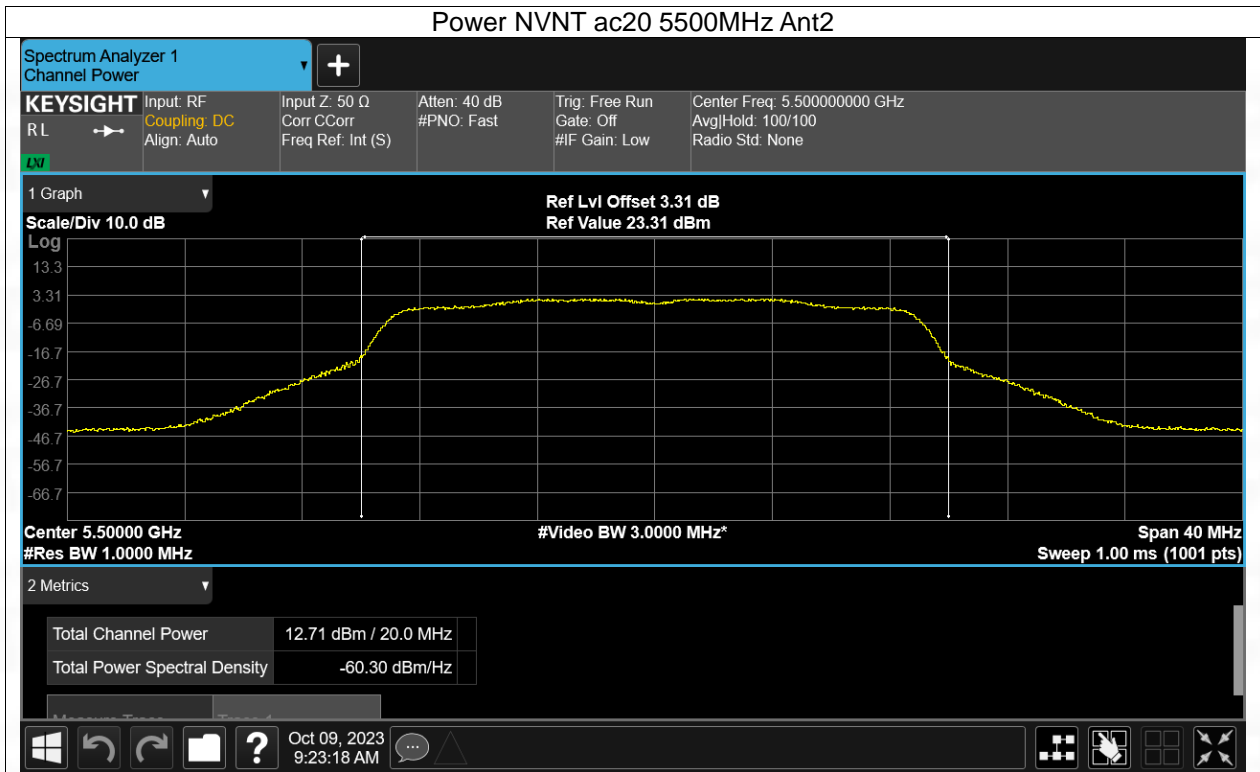 Power NVNT ac20 5500MHz Ant2
Spectrum Analyzer 1
Channel Power
+
KEYSIGHT
R L
LXI
Input: RF
Coupling: DC
Align: Auto
Input Z: 50 Ω
Corr CCorr
Freq Ref: Int (S)
Atten: 40 dB
#PNO: Fast
Trig: Free Run
Gate: Off
#IF Gain: Low
Center Freq: 5.500000000 GHz
Avg|Hold: 100/100
Radio Std: None
1 Graph
Scale/Div 10.0 dB
Ref Lvl Offset 3.31 dB
Ref Value 23.31 dBm
Log
13.3
3.31
-6.69
-16.7
-26.7
-36.7
-46.7
-56.7
-66.7
Center 5.50000 GHz
#Res BW 1.0000 MHz
#Video BW 3.0000 MHz*
Span 40 MHz
Sweep 1.00 ms (1001 pts)
2 Metrics
Total Channel Power 12.71 dBm / 20.0 MHz
Total Power Spectral Density -60.30 dBm/Hz
?
Oct 09, 2023
9:23:18 AM